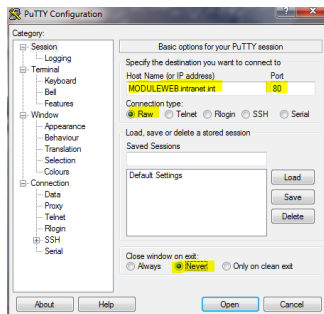 PuTTY Configuration
Category:
Session
Logging
Terminal
Keyboard
Bell
Features
Window
Appearance
Behaviour
Translation
Selection
Colours
Connection
Data
Proxy
Telnet
Rlogin
SSH
Serial
Basic options for your PuTTY session
Specify the destination you want to connect to
Host Name (or IP address) Port
MODULEWEB.intranet.int 80
Connection type:
Raw Telnet Rlogin SSH Serial
Load, save or delete a stored session
Saved Sessions
Default Settings
Load
Save
Delete
Close window on exit:
Always Never Only on clean exit
About Help Open Cancel